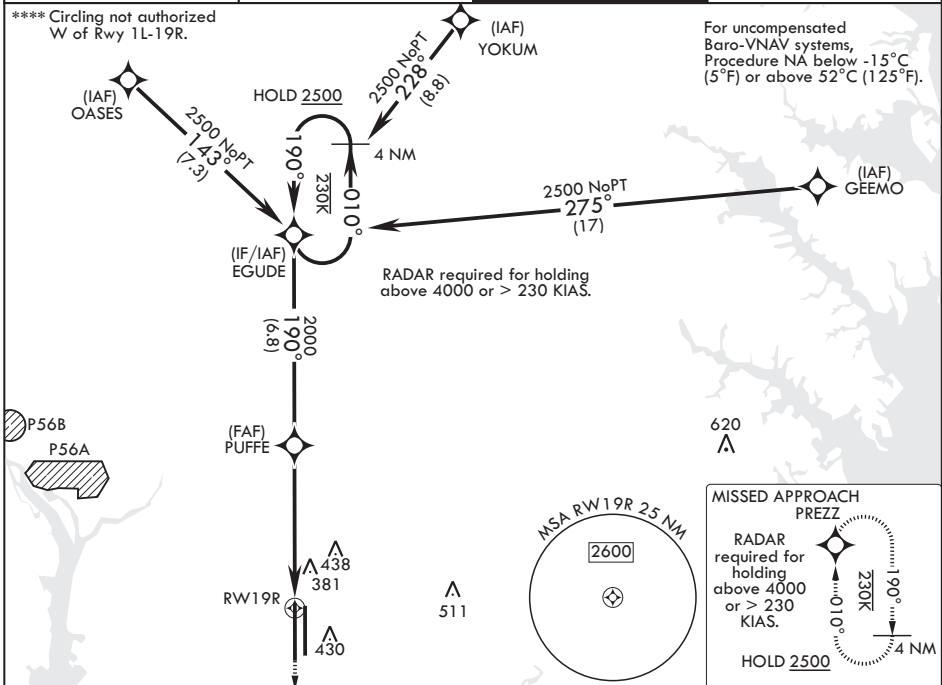 **** Circling not authorized
W of Rwy 1L-19R.
(IAF)
YOKUM
For uncompensated
Baro-VNAV systems,
Procedure NA below -15°C
(5°F) or above 52°C (125°F).
(IAF)
OASES
2500 NoPT
143°
(7.3)
HOLD 2500
2500 NoPT
228°
(8.8)
4 NM
190°
230K
010°
2500 NoPT
275°
(17)
(IAF)
GEEMO
(IF/IAF)
EGUDE
RADAR required for holding
above 4000 or > 230 KIAS.
2000
190°
(6.8)
(FAF)
PUFFE
P56B
P56A
620
438
381
RW19R
430
511
MSA RW19R 25 NM
2600
MISSED APPROACH
PREZZ
RADAR
required for
holding
above 4000
or > 230
KIAS.
010°
230K
190°
4 NM
HOLD 2500